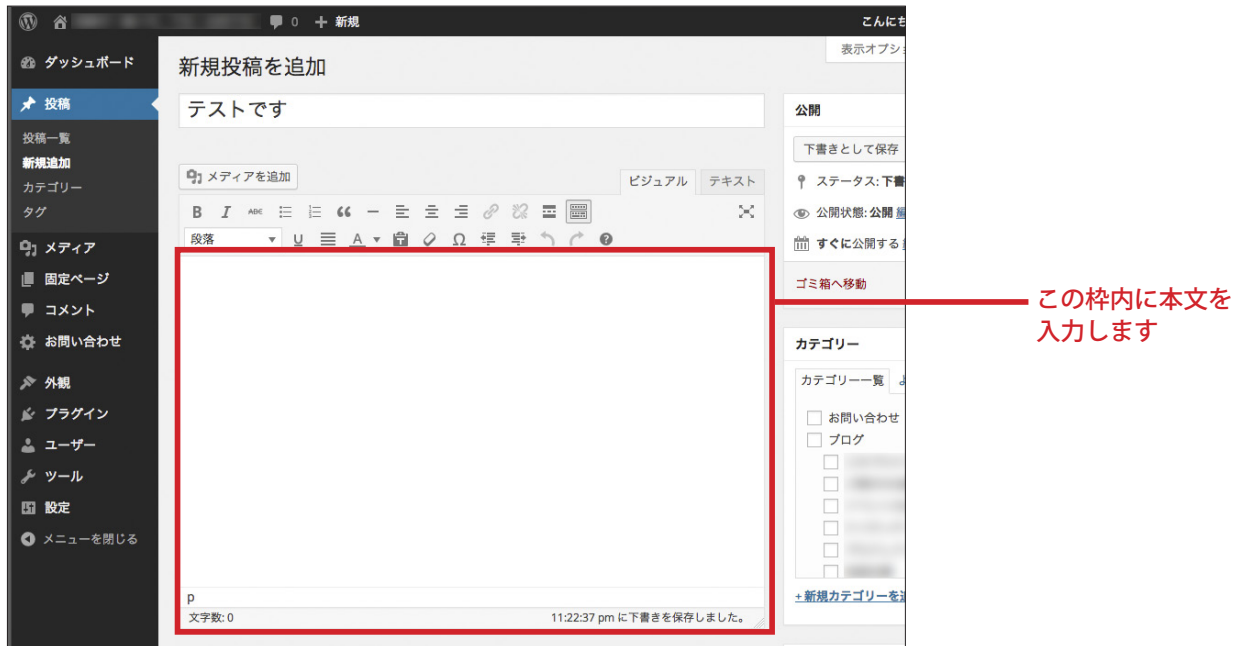 0 新規
こんにち
表示オプショ
ダッシュボード
投稿
投稿一覧
新規追加
カテゴリー
タグ
メディア
固定ページ
コメント
お問い合わせ
外観
プラグイン
ユーザー
ツール
設定
メニューを閉じる
新規投稿を追加
テストです
メディアを追加
ビジュアル テキスト
B I ABC
段落 U A Ω
p
文字数: 0
11:22:37 pm に下書きを保存しました。
公開
下書きとして保存
ステータス: 下書
公開状態: 公開 編
すぐに公開する
ゴミ箱へ移動
カテゴリー
カテゴリー一覧 よ
お問い合わせ
ブログ
+ 新規カテゴリーを追
この枠内に本文を
入力します